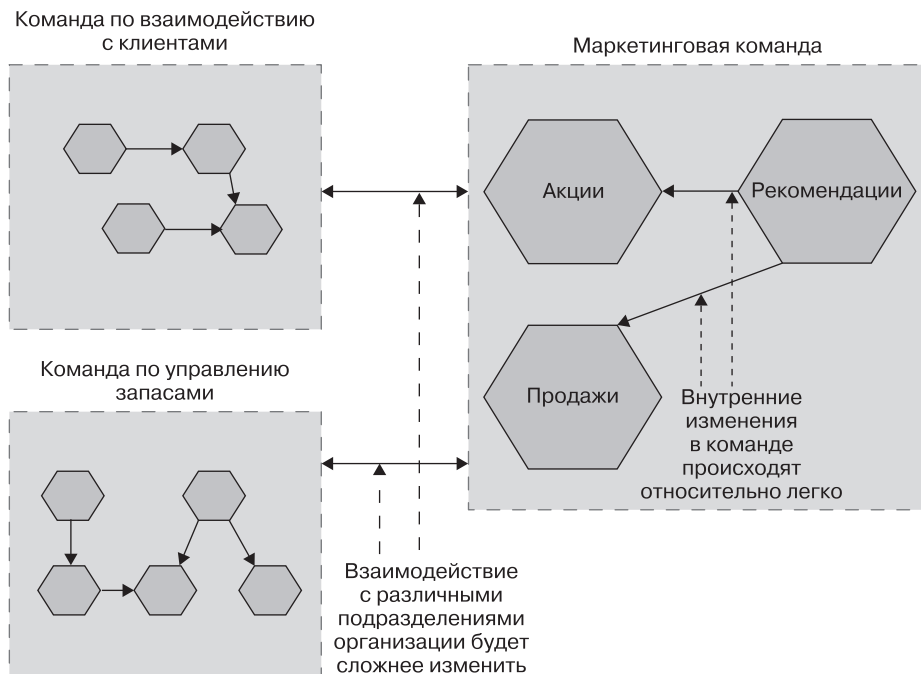 Команда по взаимодействию
с клиентами
Маркетинговая команда
Акции
Рекомендации
Продажи
Внутренние
изменения
в команде
происходят
относительно легко
Команда по управлению
запасами
Взаимодействие
с различными
подразделениями
организации будет
сложнее изменить